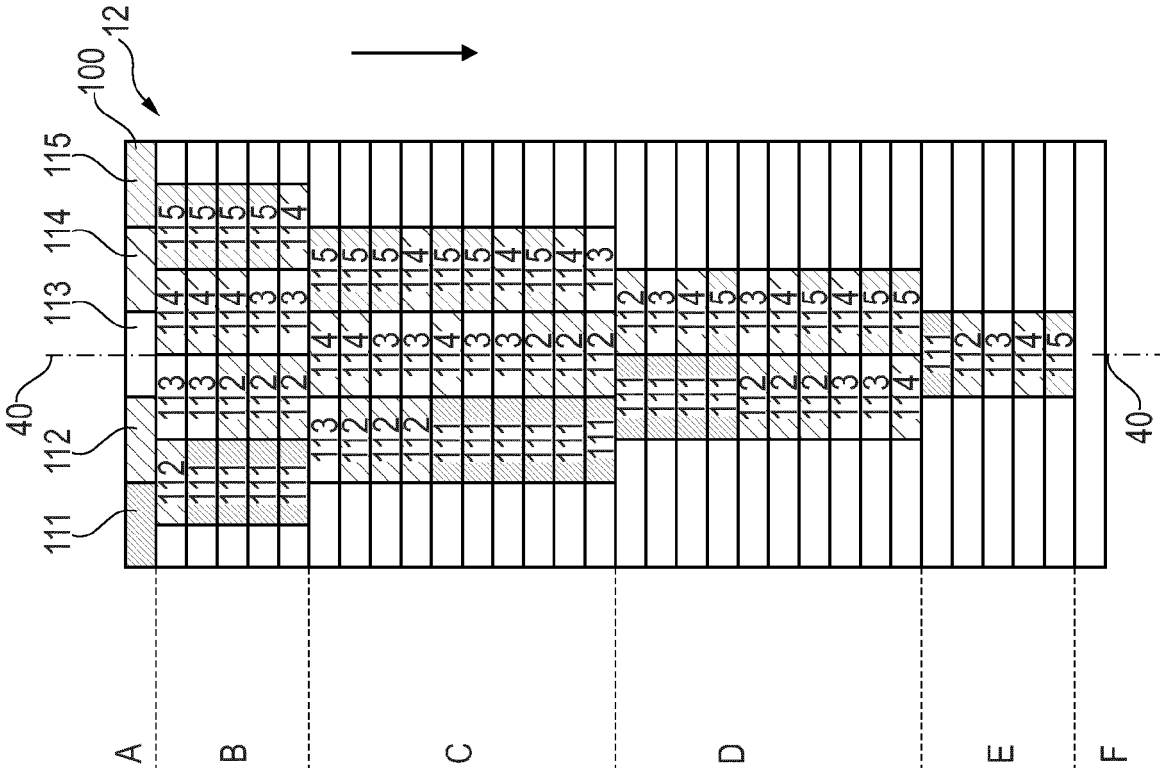 12
100
40 111 112 113 114 115
A
112 113 114 115
111 113 114 115
111 112 114 115
111 112 113 115
111 112 113 114
B
113 114 115
112 114 115
112 113 115
112 113 114
111 114 115
111 113 115
111 113 114
111 112 115
111 112 114
111 112 113
C
111 112
111 113
111 114
111 115
112 113
112 114
112 115
113 114
113 115
114 115
D
111
112
113
114
115
E
F
40